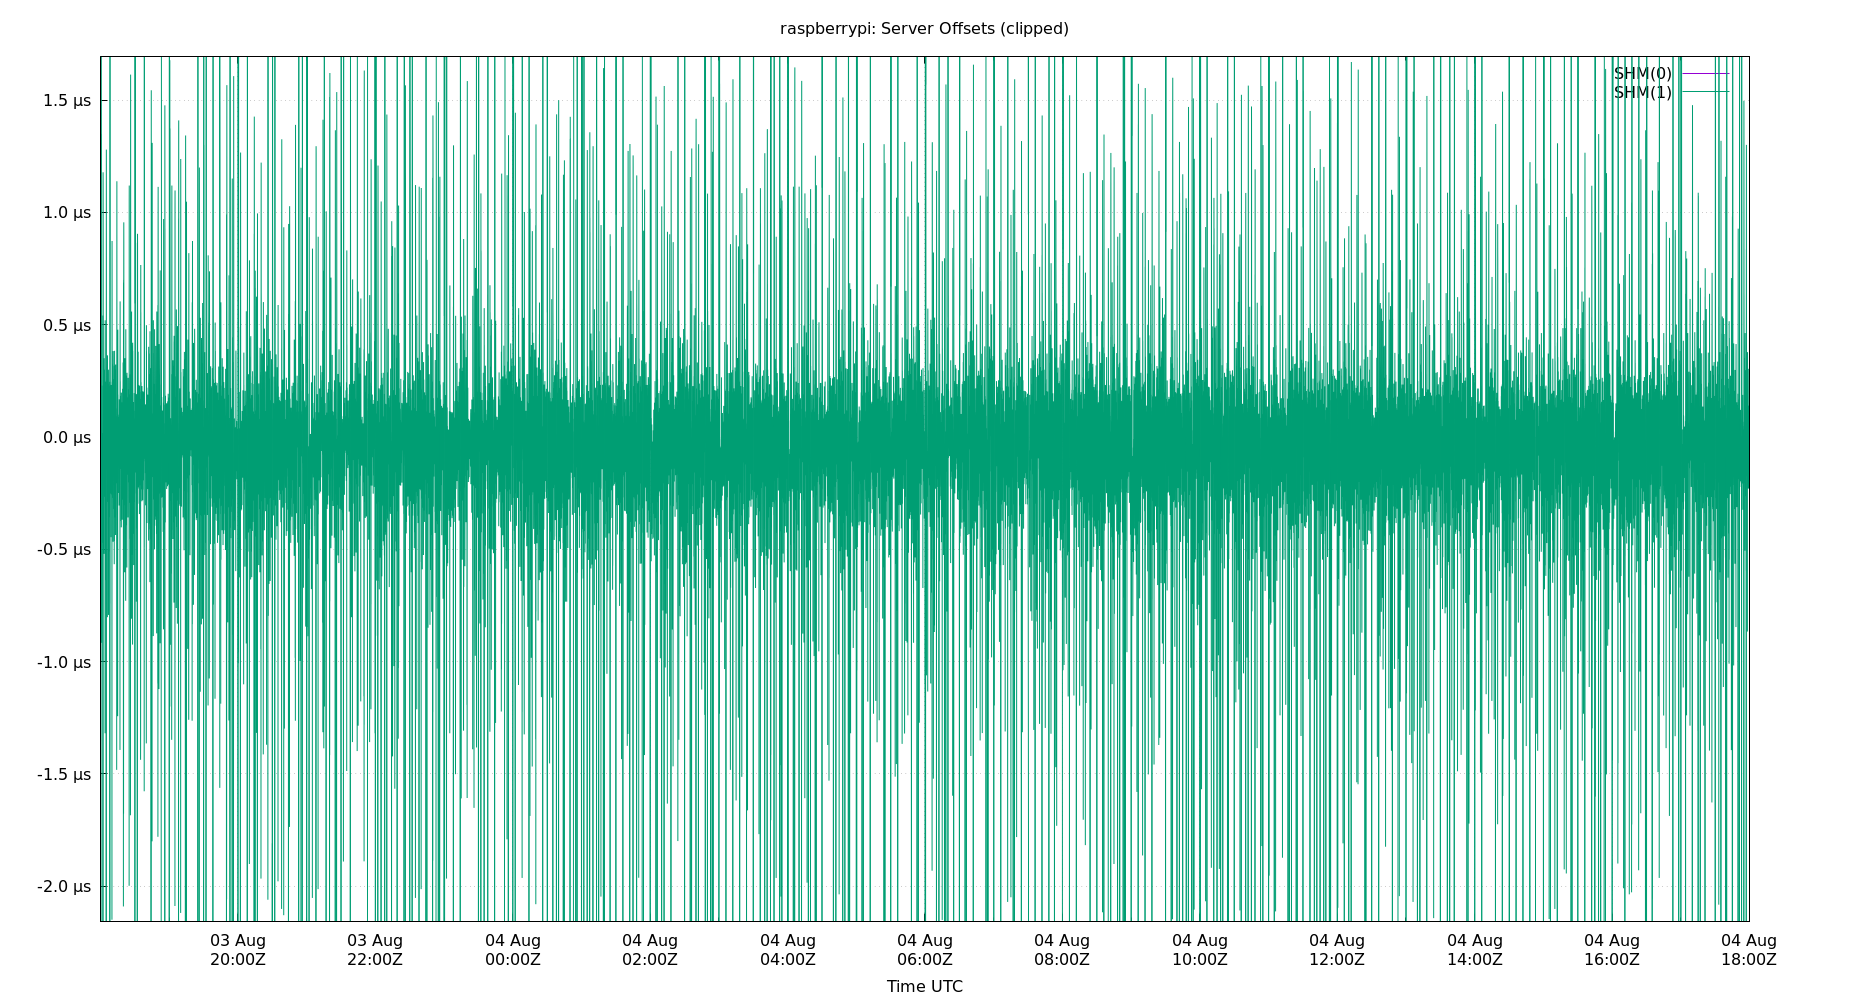 raspberrypi: Server Offsets (clipped)
SHM(0)
SHM(1)
1.5 µs
1.0 µs
0.5 µs
0.0 µs
-0.5 µs
-1.0 µs
-1.5 µs
-2.0 µs
03 Aug 03 Aug 04 Aug 04 Aug 04 Aug 04 Aug 04 Aug 04 Aug 04 Aug 04 Aug 04 Aug 04 Aug
20:00Z 22:00Z 00:00Z 02:00Z 04:00Z 06:00Z 08:00Z 10:00Z 12:00Z 14:00Z 16:00Z 18:00Z
Time UTC